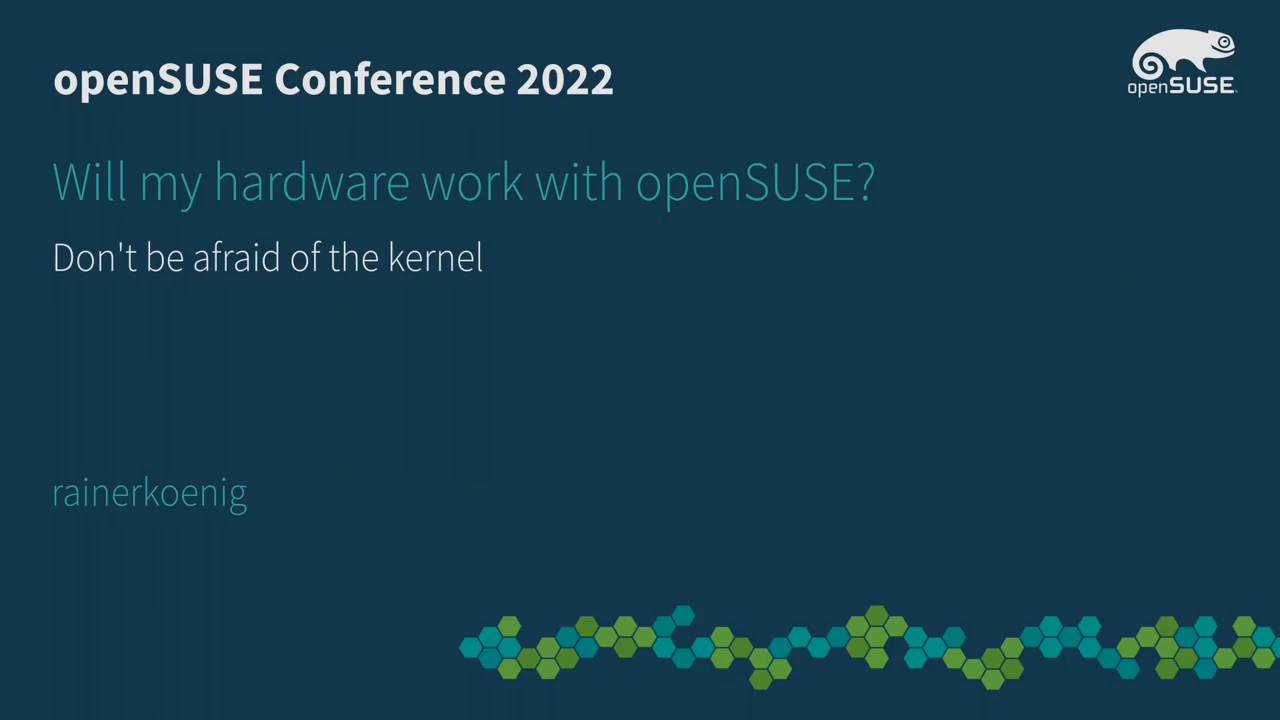 openSUSE Conference 2022
openSUSE
Will my hardware work with openSUSE?
Don't be afraid of the kernel
rainerkoenig